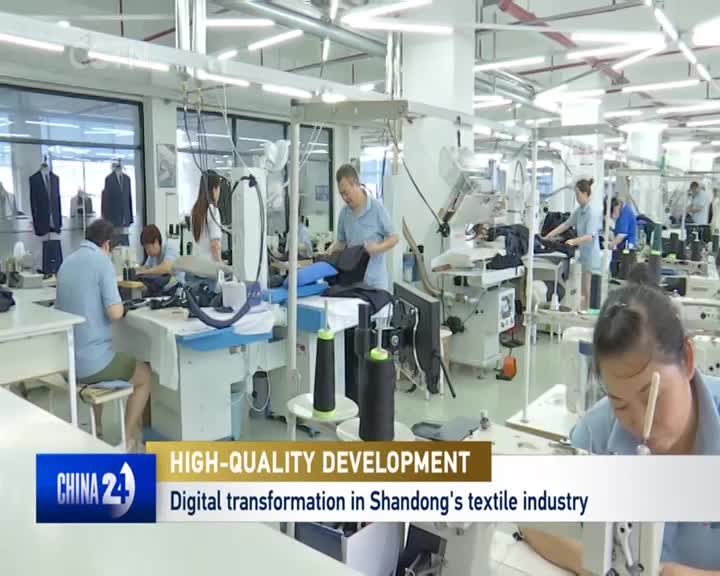 HIGH-QUALITY DEVELOPMENT
CHINA 24
Digital transformation in Shandong's textile industry